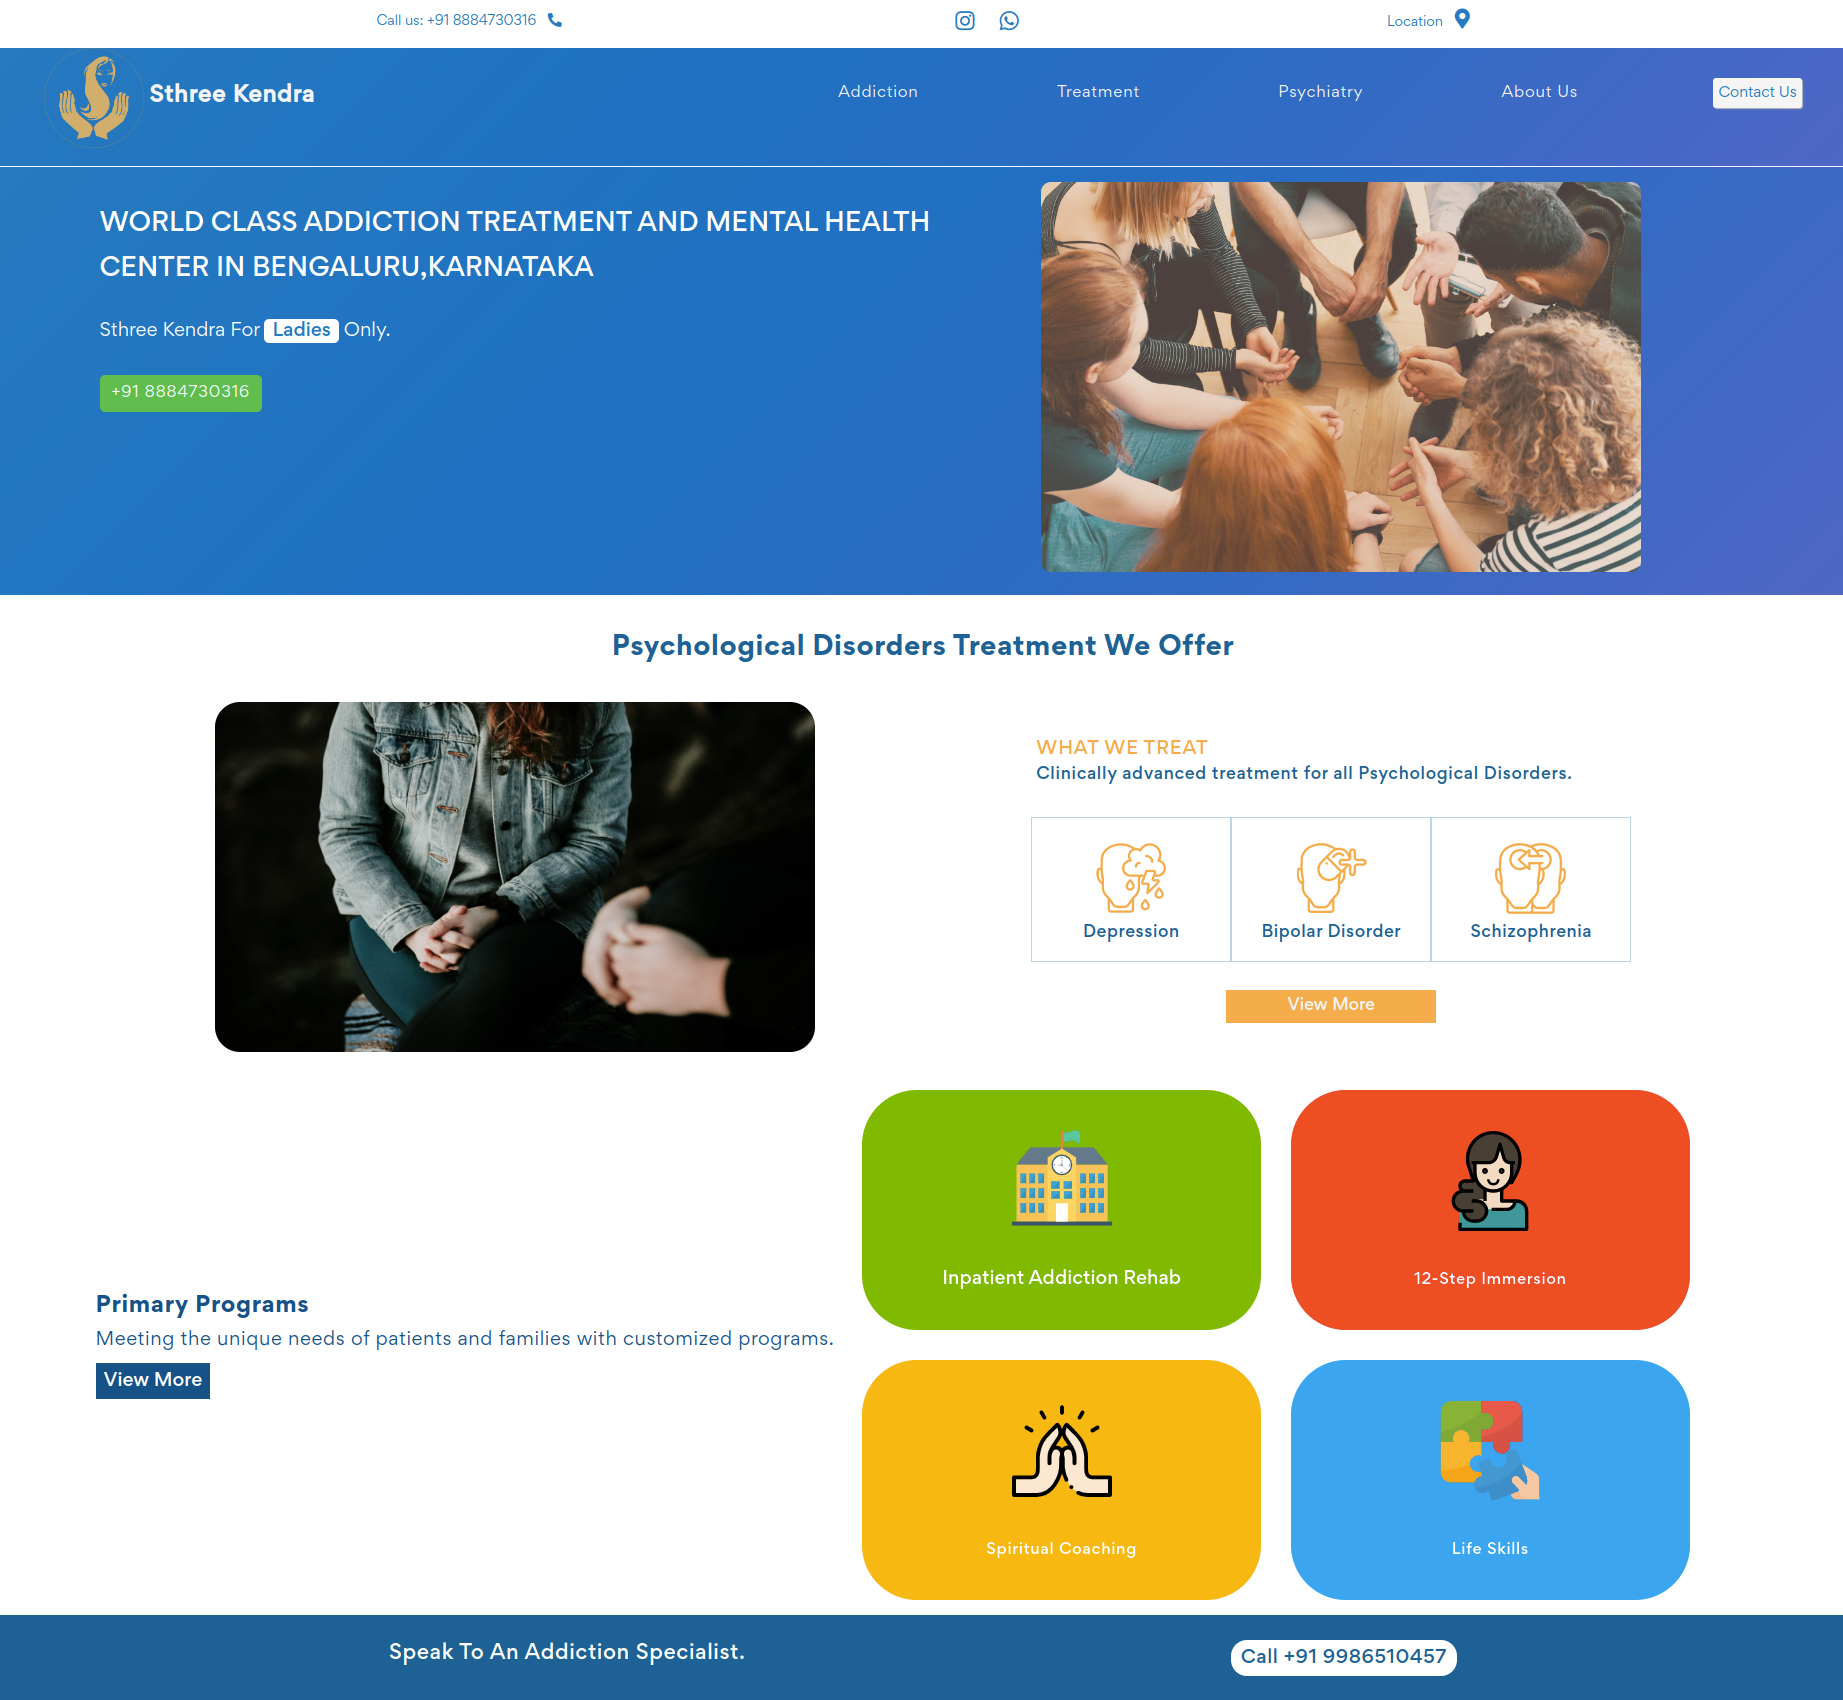 Call us: +91 8884730316
Location
Sthree Kendra
Addiction
Treatment
Psychiatry
About Us
Contact Us
WORLD CLASS ADDICTION TREATMENT AND MENTAL HEALTH
CENTER IN BENGALURU,KARNATAKA
Sthree Kendra For Ladies Only.
+91 8884730316
Psychological Disorders Treatment We Offer
WHAT WE TREAT
Clinically advanced treatment for all Psychological Disorders.
Depression
Bipolar Disorder
Schizophrenia
View More
Primary Programs
Meeting the unique needs of patients and families with customized programs.
View More
Inpatient Addiction Rehab
12-Step Immersion
Spiritual Coaching
Life Skills
Speak To An Addiction Specialist.
Call +91 9986510457